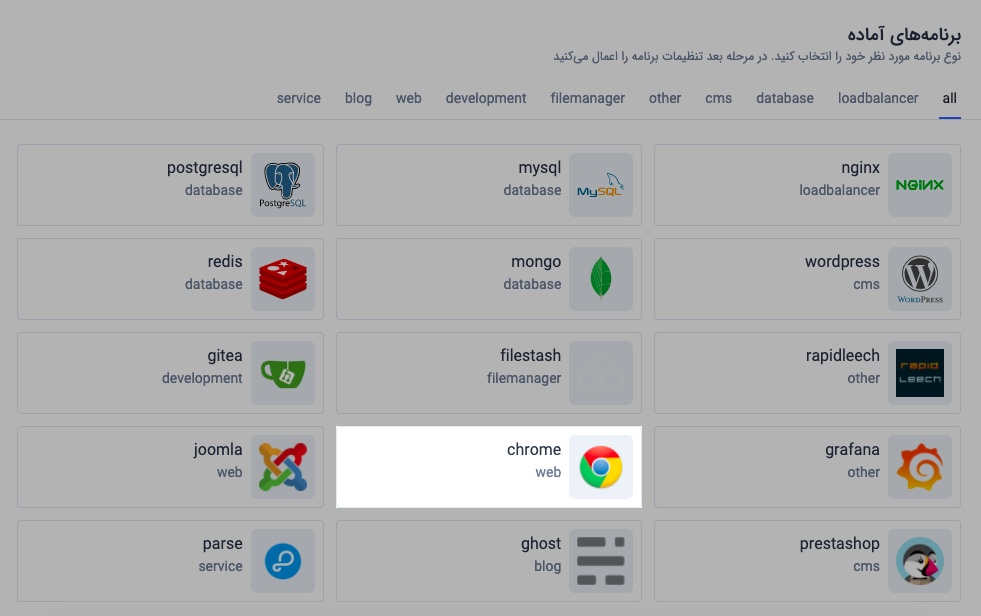 برنامه‌های آماده
نوع برنامه مورد نظر خود را انتخاب کنید. در مرحله بعد تنظیمات برنامه را اعمال می‌کنید
all loadbalancer database cms other filemanager development web blog service
nginx
loadbalancer
NGINX
mysql
database
MySQL
postgresql
database
PostgreSQL
wordpress
cms
WORDPRESS
mongo
database
redis
database
rapidleech
other
rapid
LEECH
filestash
filemanager
gitea
development
grafana
other
chrome
web
joomla
web
prestashop
cms
ghost
blog
parse
service